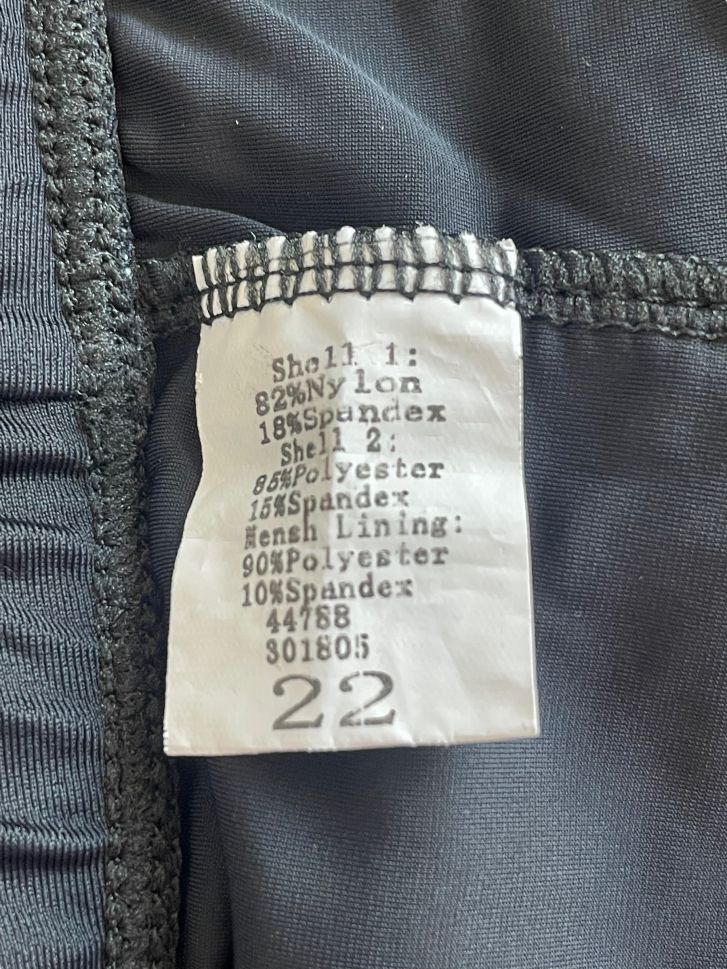 Shell 1:
82%Nylon
18%Spandex
Shell 2:
85%Polyester
15%Spandex
Mensh Lining:
90%Polyester
10%Spandex
44788
301805
22